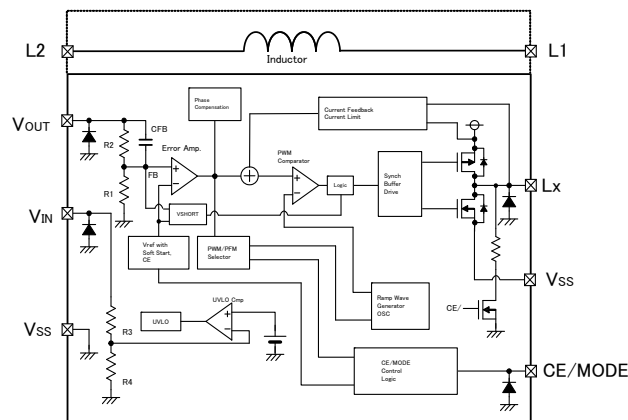 L2
L1
Inductor
Phase
Compensation
Current Feedback
Current Limit
VOUT
CFB
R2
Error Amp.
FB
R1
PWM
Comparator
Logic
Synch
Buffer
Drive
Lx
VIN
VSHORT
Vref with
Soft Start,
CE
PWM/PFM
Selector
VSS
Ramp Wave
Generator
OSC
CE/
UVLO Cmp
UVLO
VSS
R3
R4
CE/MODE
Control
Logic
CE/MODE